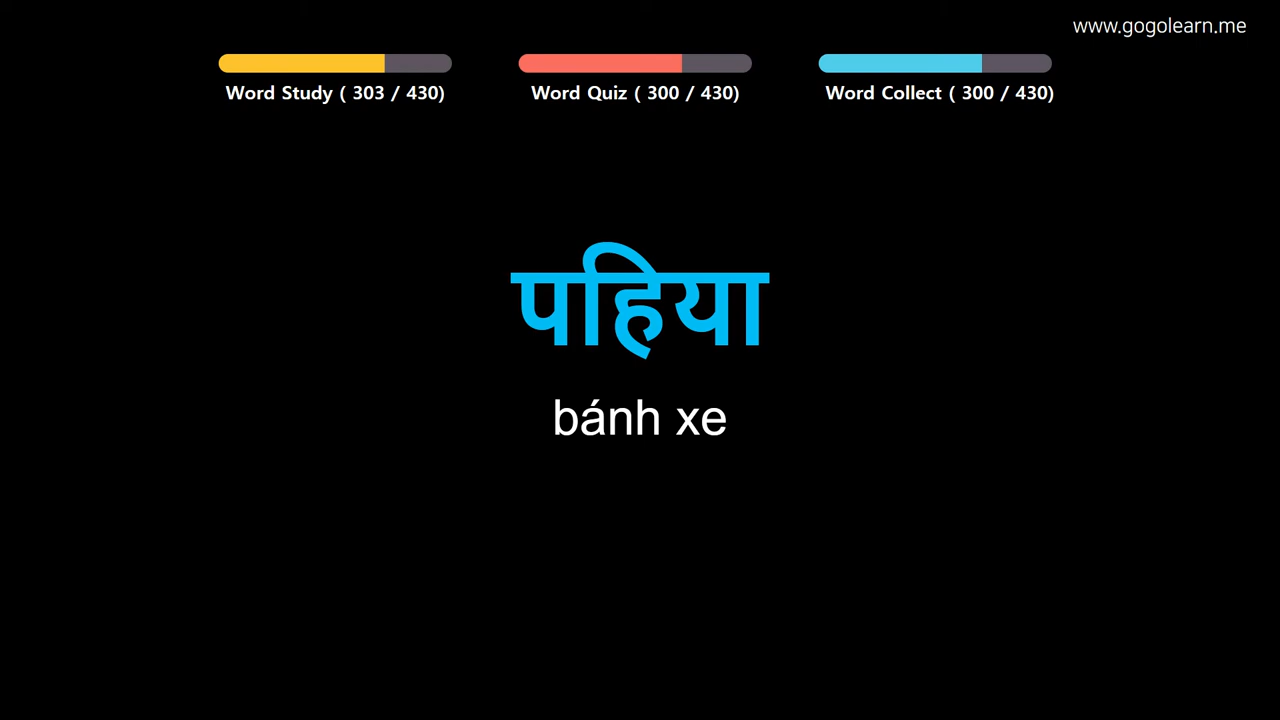 www.gogolearn.me
Word Study ( 303 / 430)
Word Quiz ( 300 / 430)
Word Collect ( 300 / 430)
पहिया
bánh xe